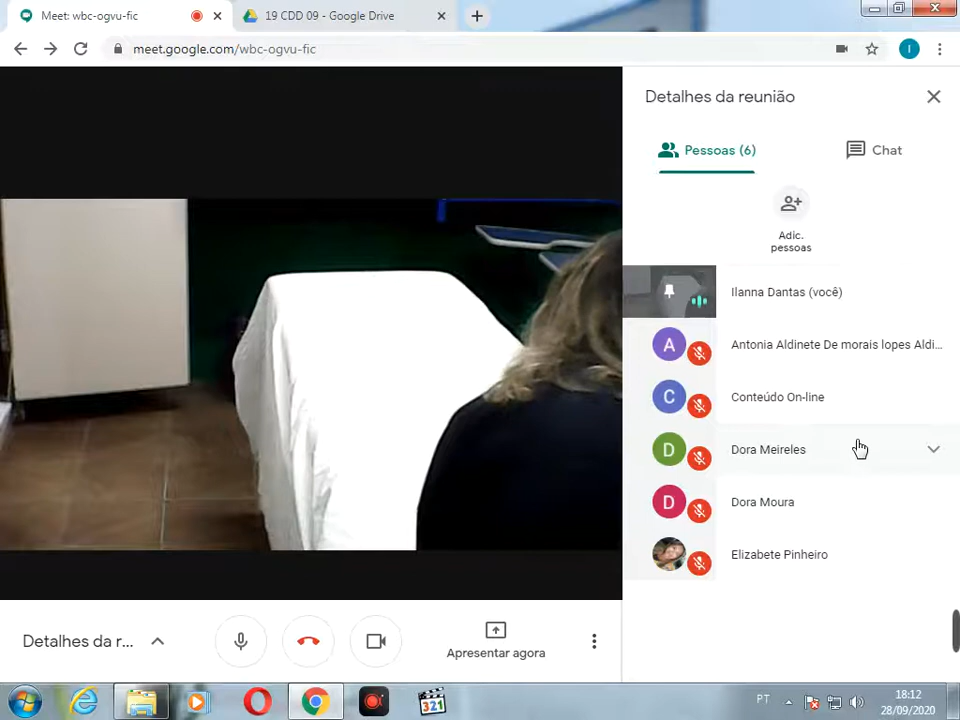 Meet: wbc-ogvu-fic
19 CDD 09 - Google Drive
meet.google.com/wbc-ogvu-fic
I
Detalhes da reunião
Pessoas (6)
Chat
Adic.
pessoas
Ilanna Dantas (você)
A
Antonia Aldinete De morais lopes Aldi...
C
Conteúdo On-line
D
Dora Meireles
D
Dora Moura
Elizabete Pinheiro
Detalhes da r...
Apresentar agora
321
PT
18:12
28/09/2020